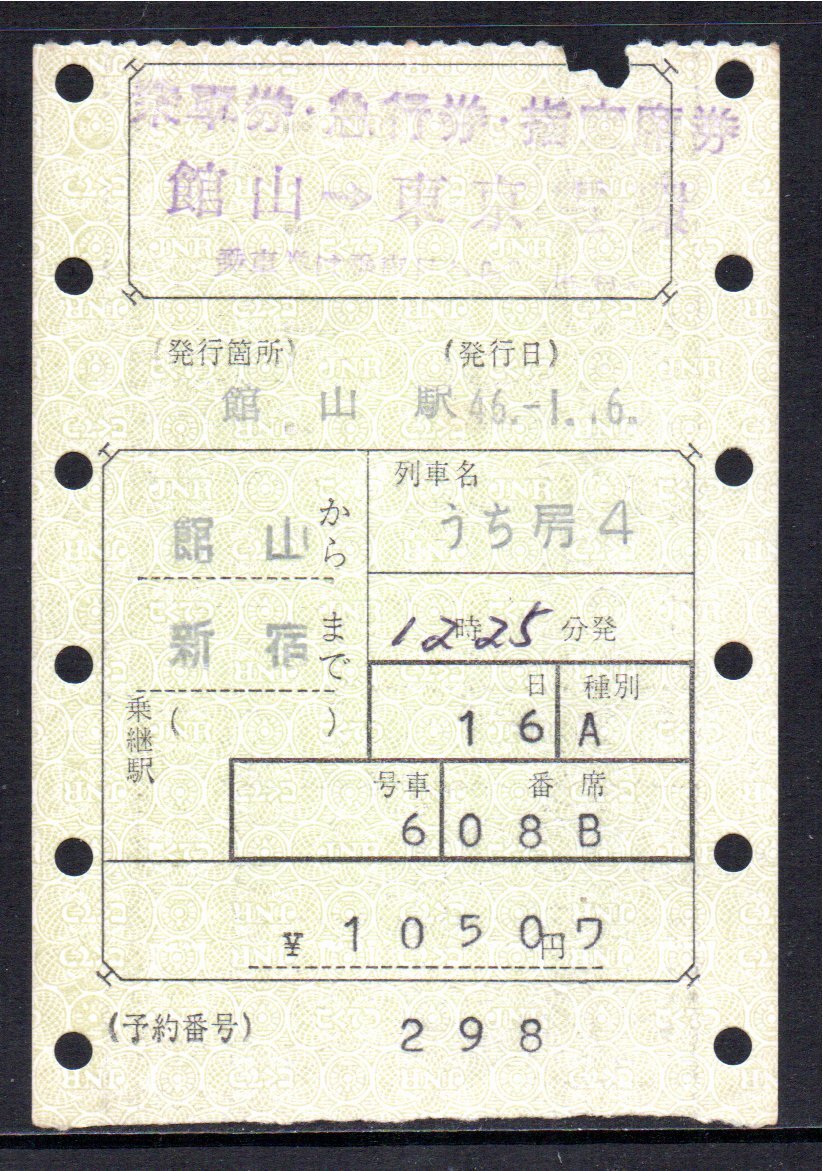 乗車券・急行券・指定席券
館山→東京
(発行箇所) (発行日)
館山駅 46.-1..6.
列車名
うち房4
館山から
新宿まで
12時25分発
乗継駅( )
日 種別
16 A
号車 番 席
6 08B
¥1050円ワ
(予約番号) 298